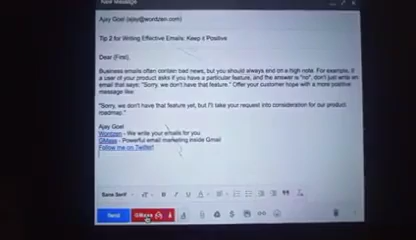 New Message
Ajay Goel (ajay@wordzen.com)
Tip 2 for Writing Effective Emails: Keep it Positive
Dear [First],
Business emails often contain bad news, but you should always end on a high note. For example, if
a user of your product asks if you have a particular feature, and the answer is "no", don't just write an
email that says: "Sorry, we don't have that feature." Offer your customer hope with a more positive
message like:
"Sorry, we don't have that feature yet, but I'll take your request into consideration for our product
roadmap."
Ajay Goel
Wordzen - We write your emails for you
GMass - Powerful email marketing inside Gmail
Follow me on Twitter!
Sans Serif
Send GMass